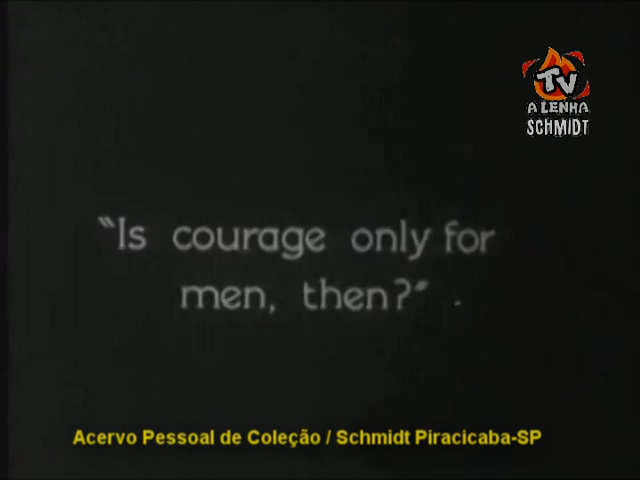 TV
A LENHA
SCHMIDT
“Is courage only for
men, then?”
Acervo Pessoal de Coleção / Schmidt Piracicaba-SP